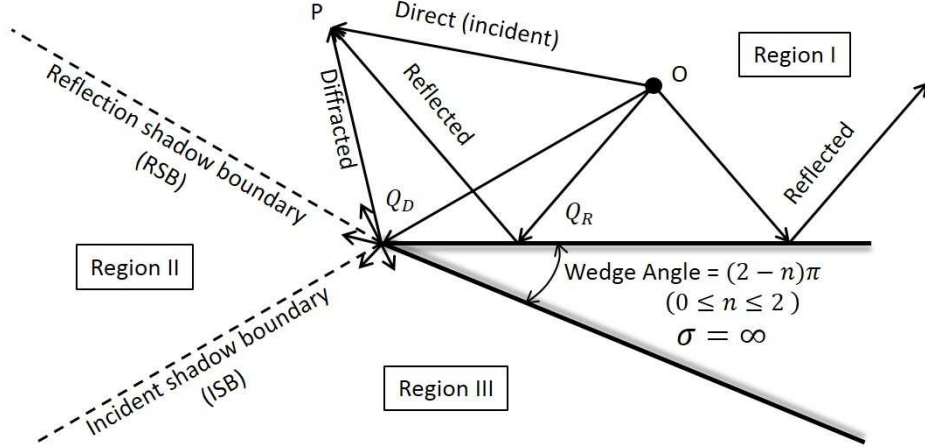 P
Direct (incident)
Region I
O
Reflection shadow boundary
(RSB)
Diffracted
Reflected
Reflected
Q_D
Q_R
Region II
Wedge Angle = (2 − n)π
(0 ≤ n ≤ 2 )
σ = ∞
Incident shadow boundary
(ISB)
Region III